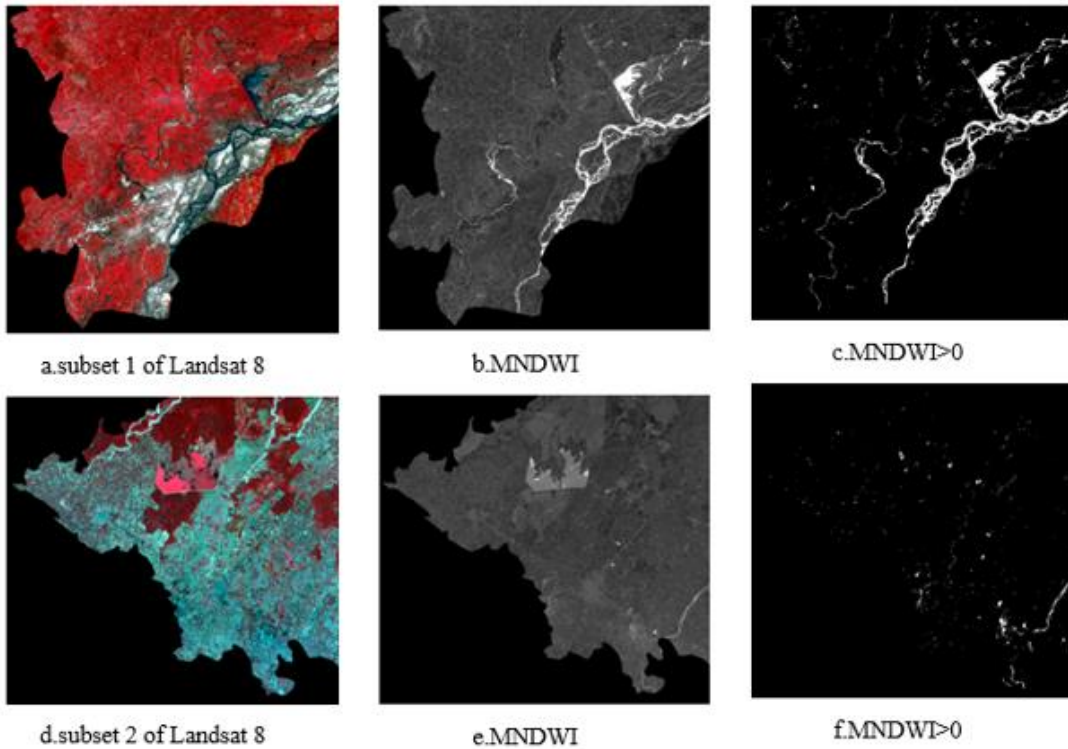 a.subset 1 of Landsat 8
b.MNDWI
c.MNDWI>0
d.subset 2 of Landsat 8
e.MNDWI
f.MNDWI>0